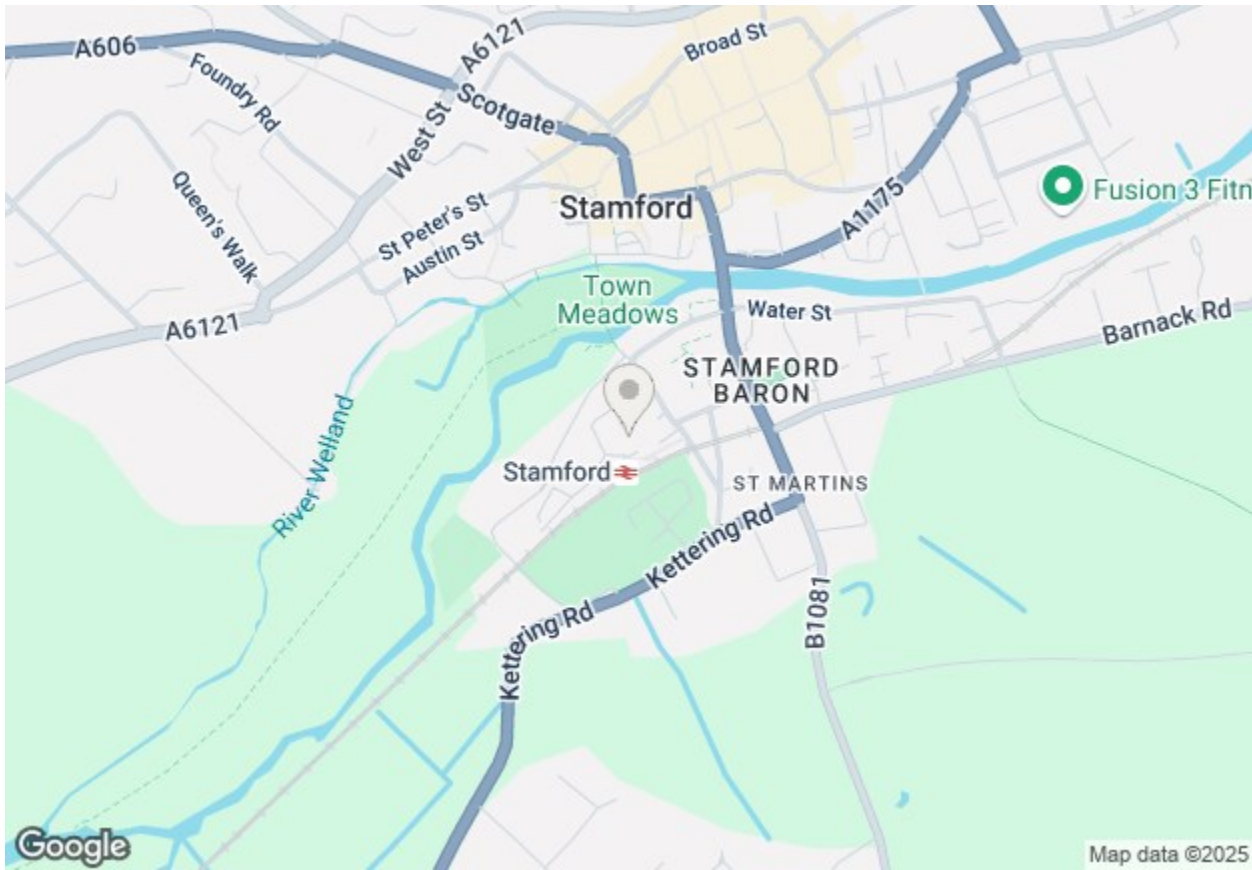 A606
A6121
Broad St
Foundry Rd
Scotgate
West St
Queen's Walk
St Peter's St
Austin St
Stamford
A1175
Fusion 3 Fitn
Town
Meadows
Water St
A6121
Barnack Rd
STAMFORD
BARON
River Welland
Stamford
ST MARTINS
Kettering Rd
Kettering Rd
B1081
Google
Map data ©2025